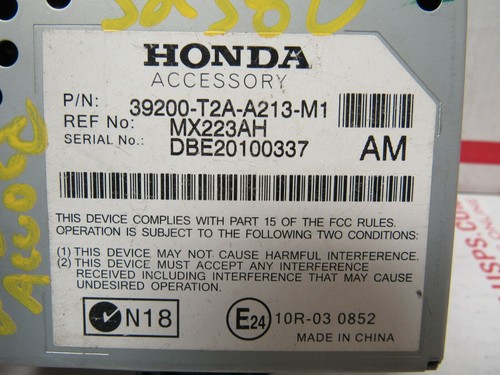 HONDA
ACCESSORY
P/N: 39200-T2A-A213-M1
REF No: MX223AH
SERIAL No.: DBE20100337 AM
THIS DEVICE COMPLIES WITH PART 15 OF THE FCC RULES.
OPERATION IS SUBJECT TO THE FOLLOWING TWO CONDITIONS:
(1) THIS DEVICE MAY NOT CAUSE HARMFUL INTERFERENCE.
(2) THIS DEVICE MUST ACCEPT ANY INTERFERENCE
RECEIVED INCLUDING INTERFERENCE THAT MAY CAUSE
UNDESIRED OPERATION.
N18 E24 10R-03 0852
MADE IN CHINA
USPS.CO